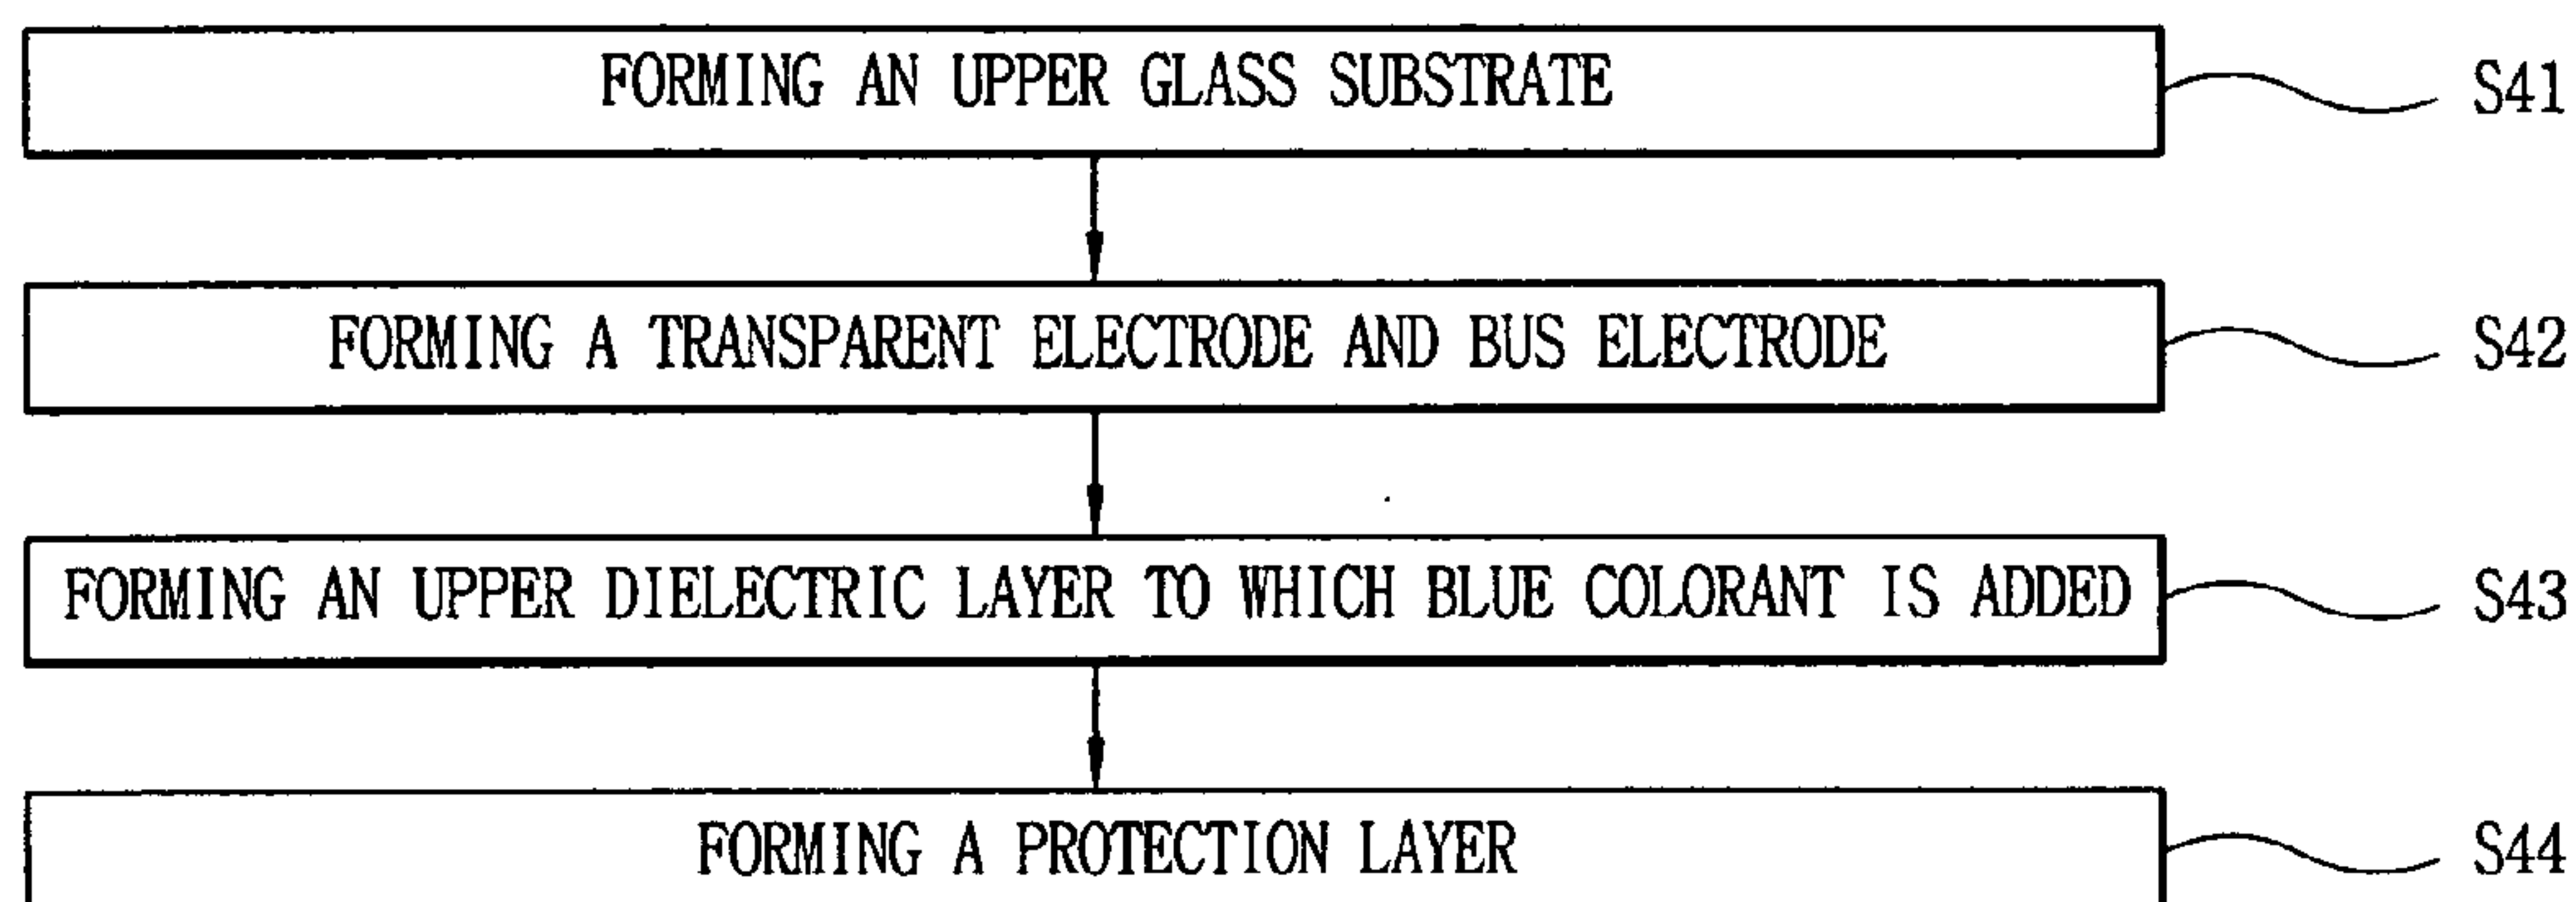 FORMING AN UPPER GLASS SUBSTRATE S41
FORMING A TRANSPARENT ELECTRODE AND BUS ELECTRODE S42
FORMING AN UPPER DIELECTRIC LAYER TO WHICH BLUE COLORANT IS ADDED S43
FORMING A PROTECTION LAYER S44